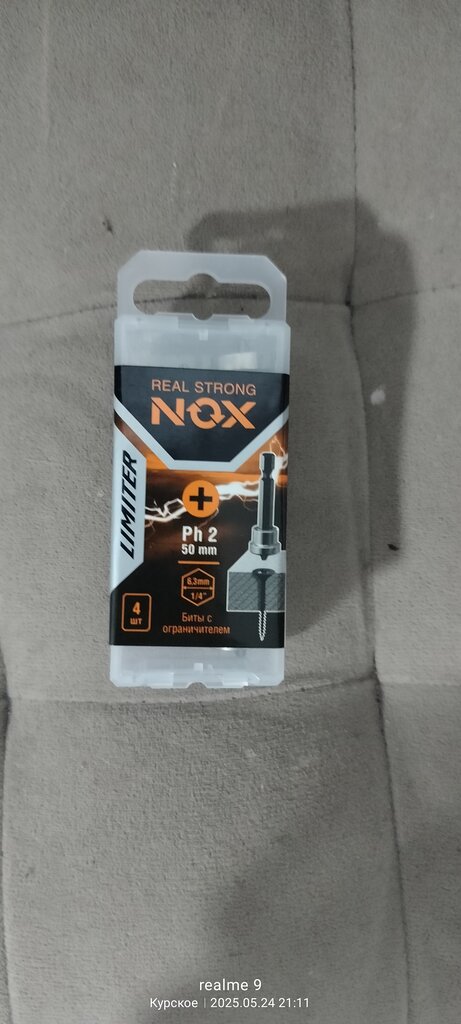 REAL STRONG
NOX
LIMITER
Ph 2
50 mm
6,3mm
1/4"
4
шт
Биты с
ограничителем
realme 9
Курское | 2025.05.24 21:11